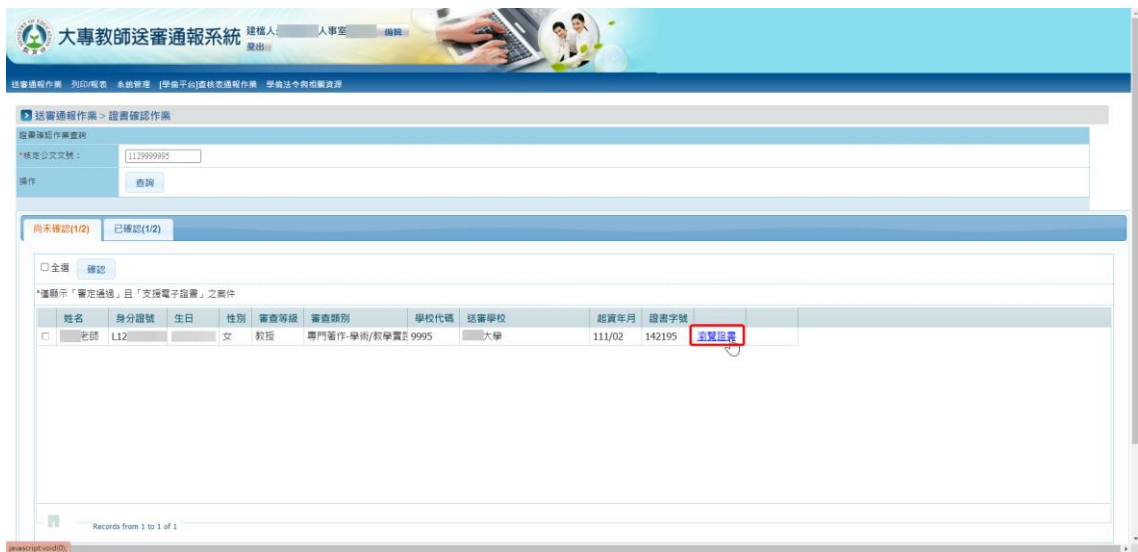 大專教師送審通報系統 建檔人: 人事室 編輯
登出
送審通報作業 列印/報表 系統管理 [學倫平台]查核表通報作業 學倫法令與相關資源
送審通報作業 > 證書確認作業
證書確認作業查詢
*核定公文文號： 1129999995
操作 查詢
尚未確認(1/2) 已確認(1/2)
全選 確認
*僅顯示「審定通過」且「支援電子證書」之案件
姓名 身分證號 生日 性別 審查等級 審查類別 學校代碼 送審學校 起資年月 證書字號
老師 L12 女 教授 專門著作-學術/教學實 9995 大學 111/02 142195 瀏覽證書
Records from 1 to 1 of 1
javascript:void(0);